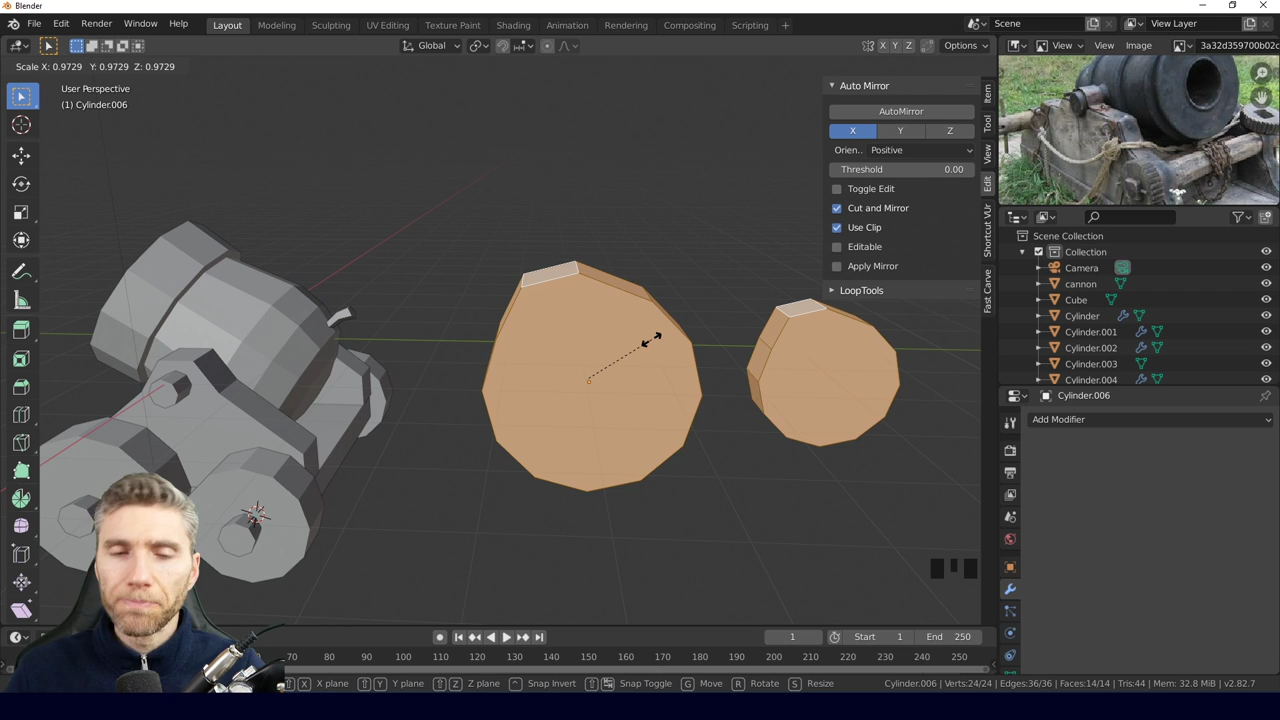 Blender
File Edit Render Window Help
Layout Modeling Sculpting UV Editing Texture Paint Shading Animation Rendering Compositing Scripting
Scene
View Layer
Global
X Y Z
Options
View View Image
3a32d359700b02c
Scale X: 0.9729 Y: 0.9729 Z: 0.9729
User Perspective
(1) Cylinder.006
Auto Mirror
AutoMirror
X Y Z
Orien.. Positive
Threshold 0.00
Toggle Edit
Cut and Mirror
Use Clip
Editable
Apply Mirror
LoopTools
Item
Tool
View
Edit
Shortcut VUr
Fast Carve
Scene Collection
Collection
Camera
cannon
Cube
Cylinder
Cylinder.001
Cylinder.002
Cylinder.003
Cylinder.004
Cylinder.006
Add Modifier
1
Start 1
End 250
70 80 90 100 110 120 130 140 150 160 170 180 190 200 210 220 230 240 250
X X plane Y Y plane Z Z plane Snap Invert Snap Toggle G Move R Rotate S Resize
Cylinder.006 | Verts:24/24 | Edges:36/36 | Faces:14/14 | Tris:44 | Mem: 32.8 MiB | v2.82.7